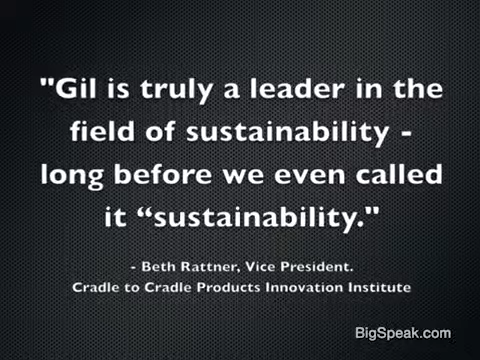 "Gil is truly a leader in the
field of sustainability -
long before we even called
it “sustainability."
- Beth Rattner, Vice President.
Cradle to Cradle Products Innovation Institute
BigSpeak.com